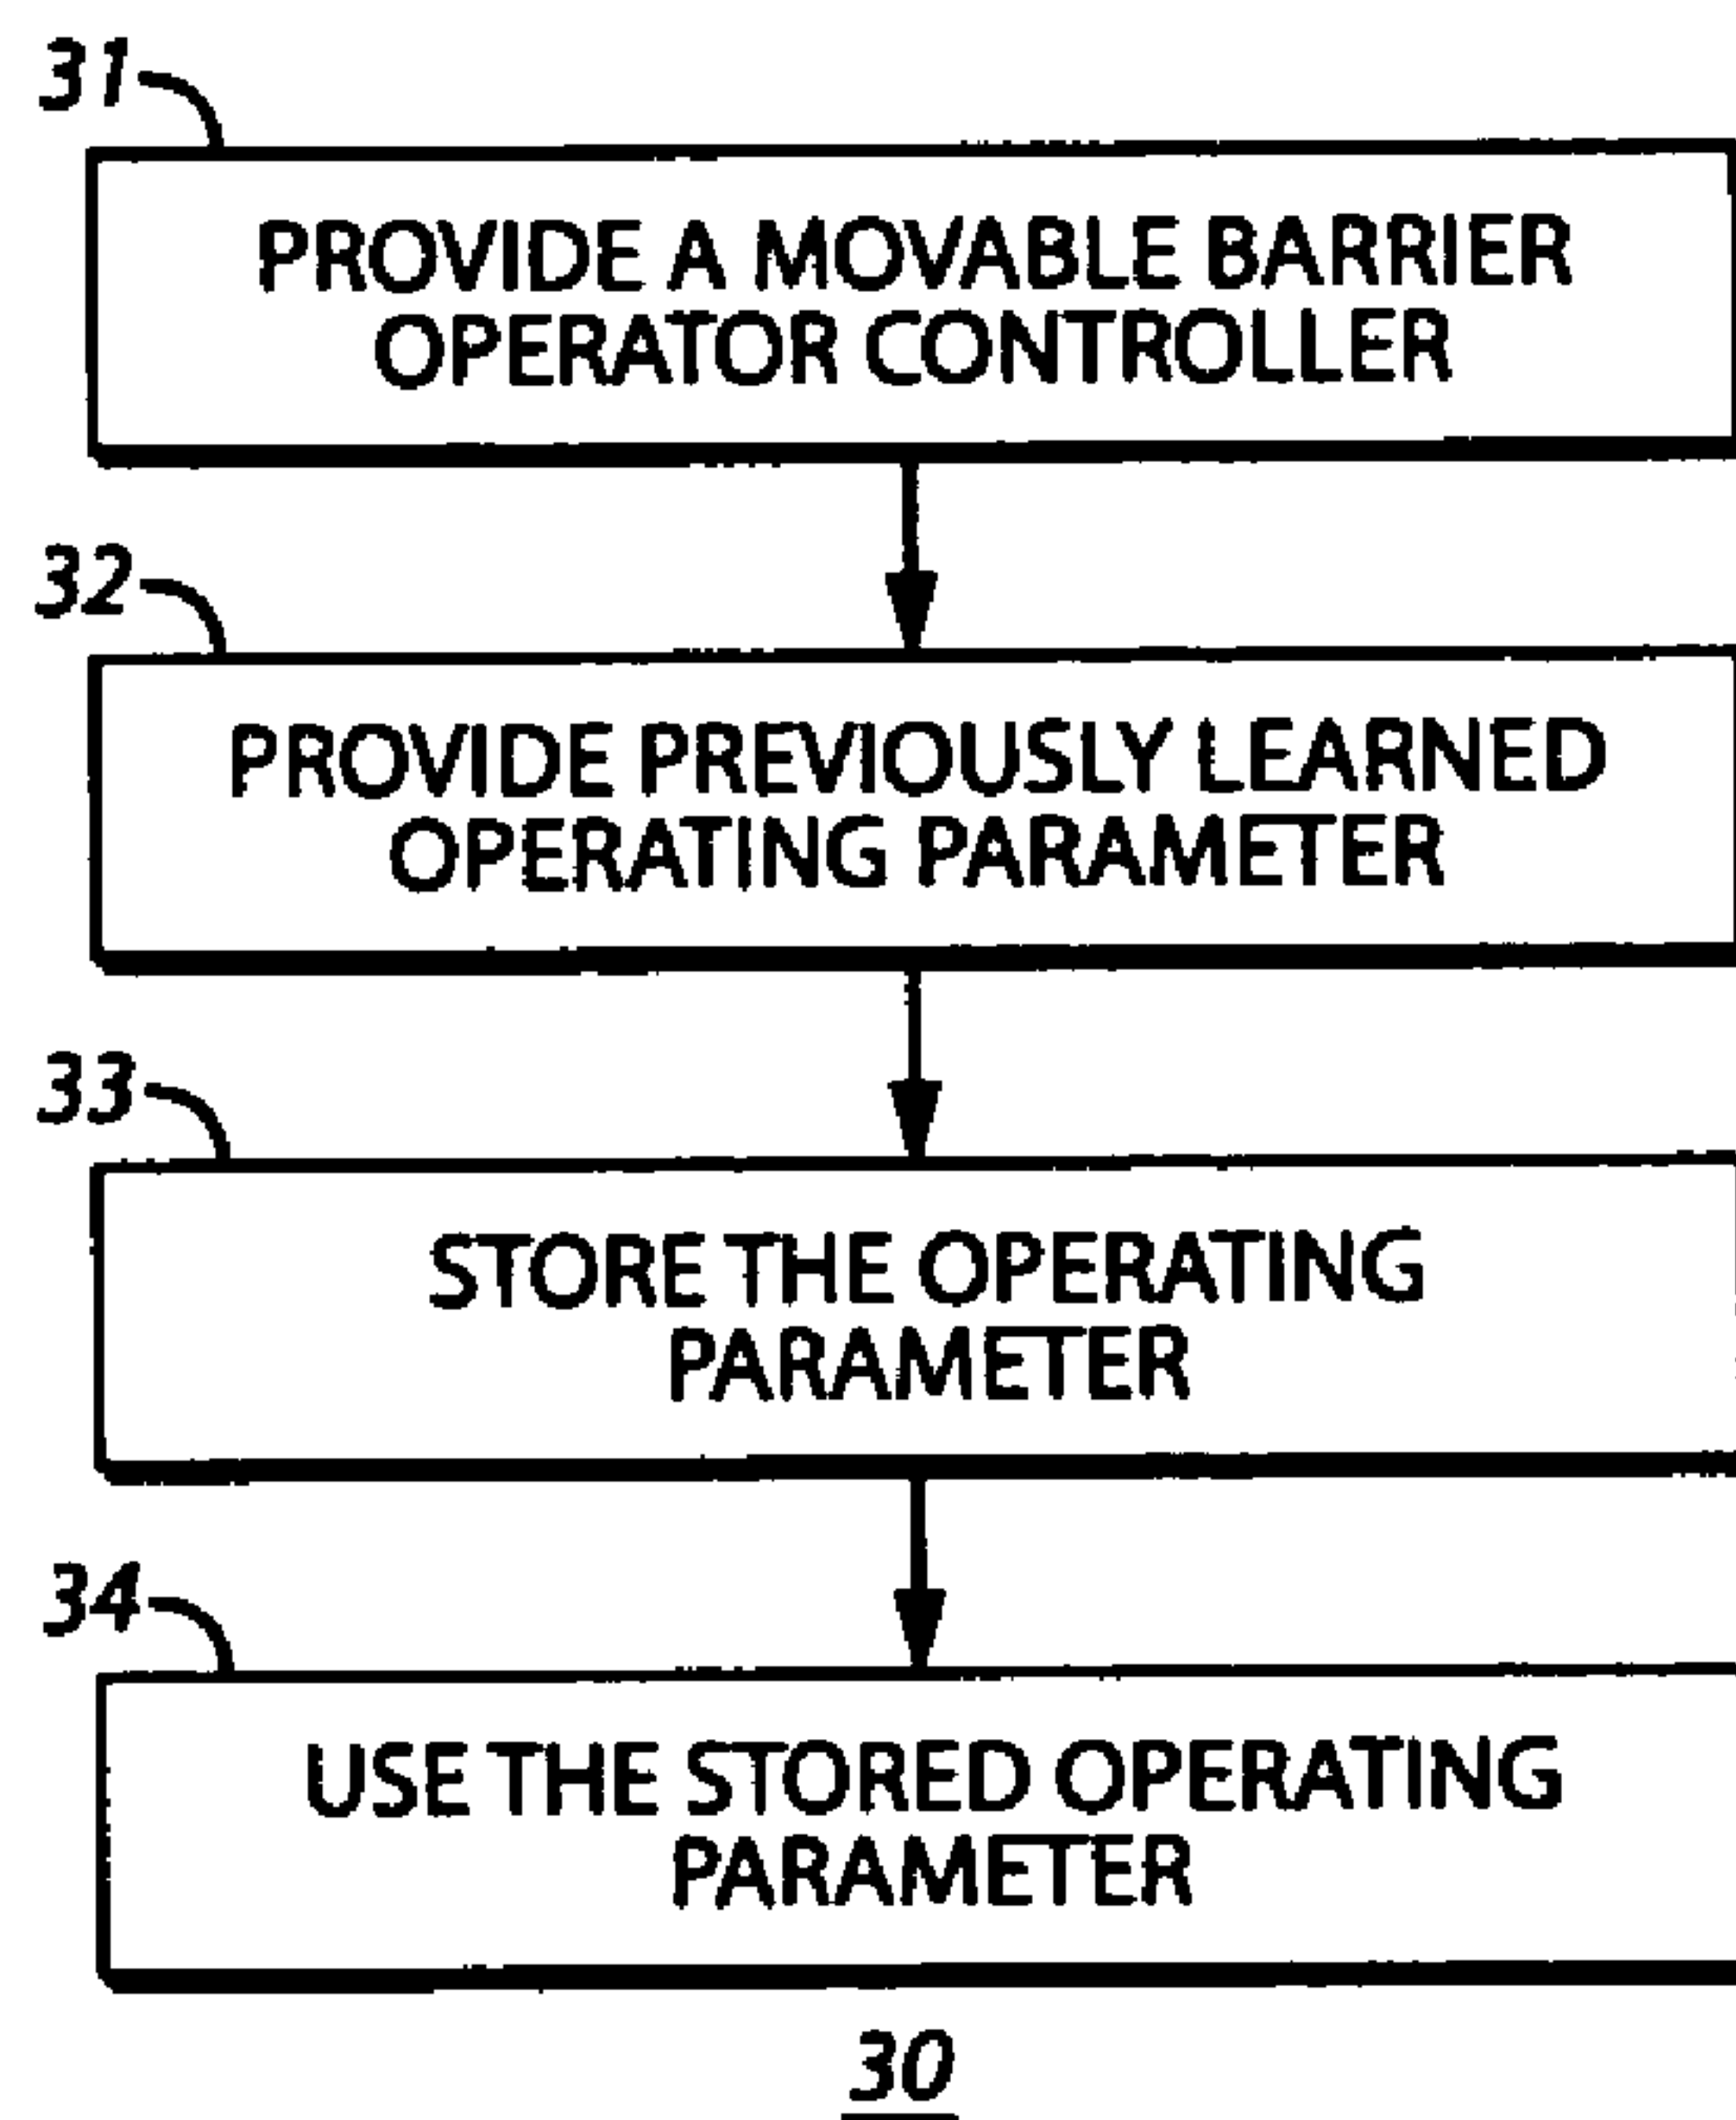 31
PROVIDE A MOVABLE BARRIER
OPERATOR CONTROLLER
32
PROVIDE PREVIOUSLY LEARNED
OPERATING PARAMETER
33
STORE THE OPERATING
PARAMETER
34
USE THE STORED OPERATING
PARAMETER
30